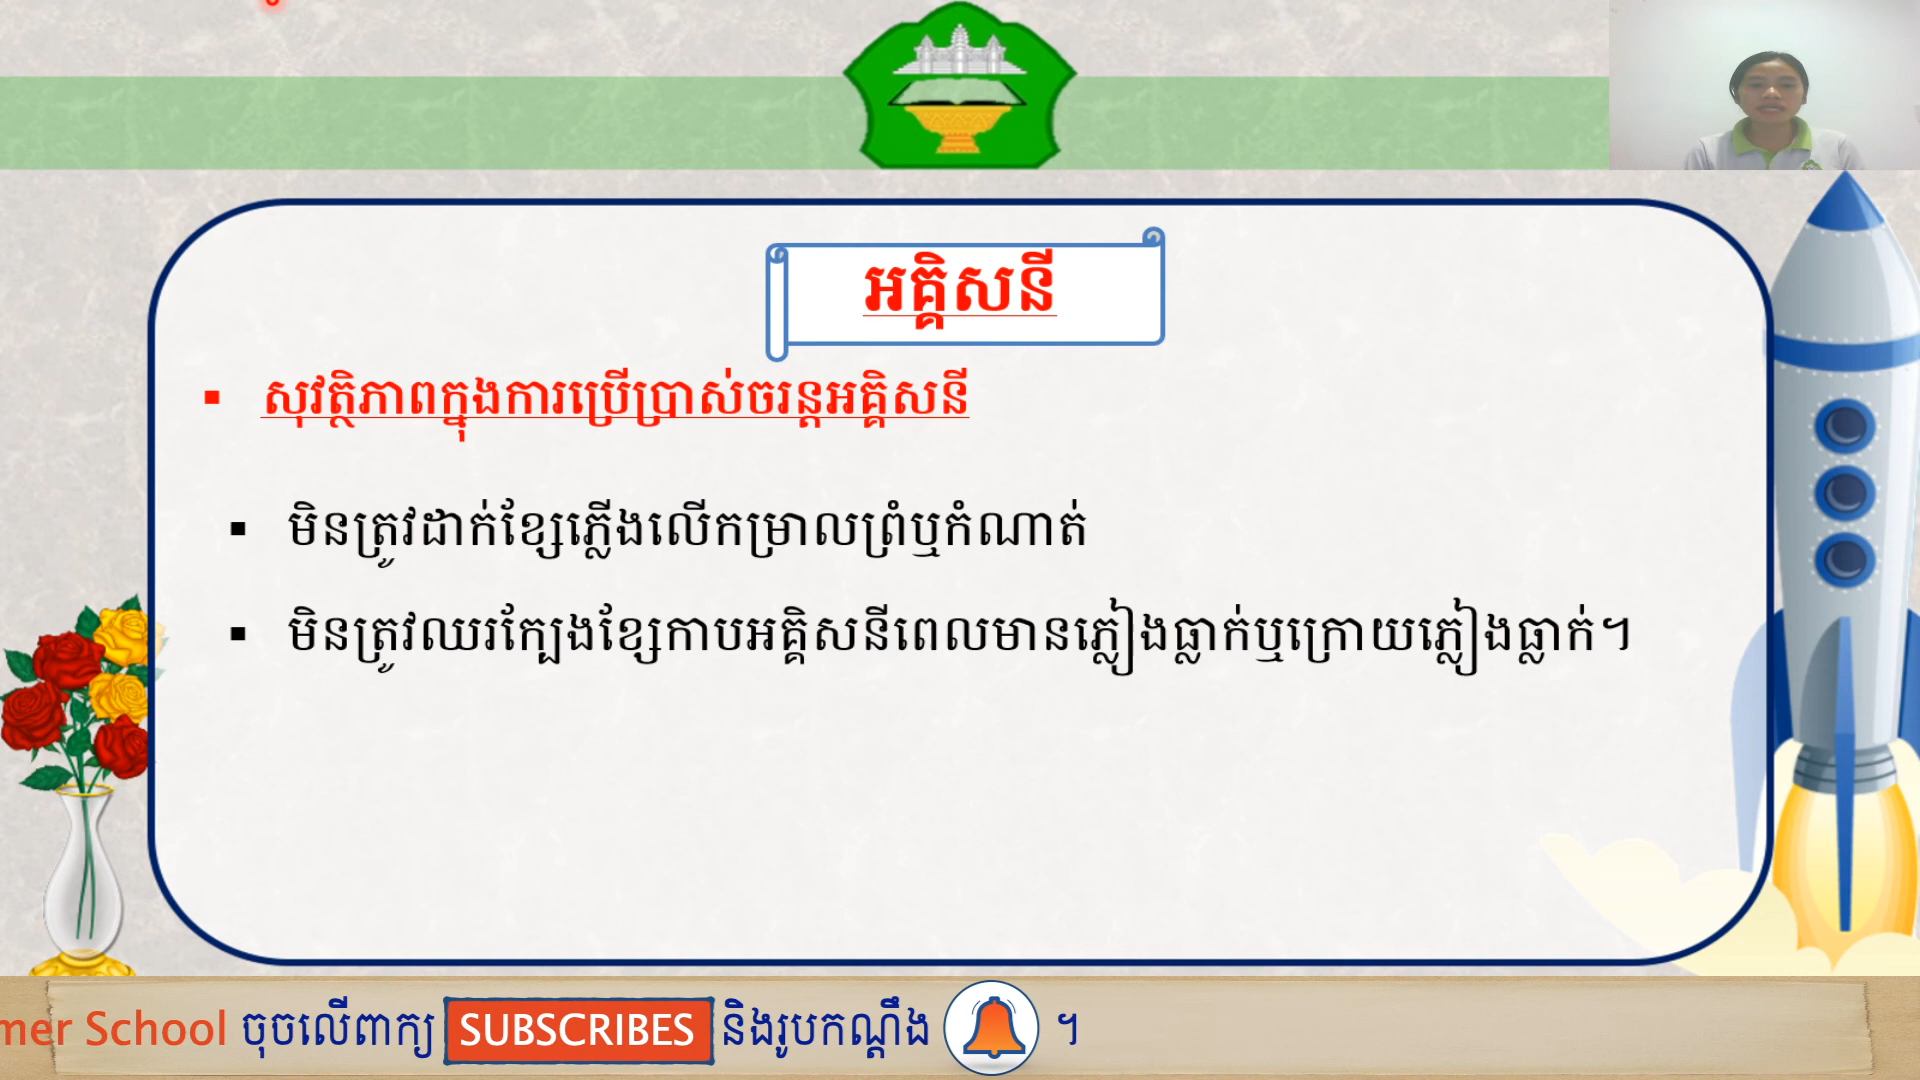 អគ្គិសនី
▪ សុវត្ថិភាពក្នុងការប្រើប្រាស់ចរន្តអគ្គិសនី
▪ មិនត្រូវដាក់ខ្សែភ្លើងលើកម្រាលព្រំឬកំណាត់
▪ មិនត្រូវឈរក្បែងខ្សែកាបអគ្គិសនីពេលមានភ្លៀងធ្លាក់ឬក្រោយភ្លៀងធ្លាក់។
mer School ចុចលើពាក្យ SUBSCRIBES និងរូបកណ្ដឹង ។